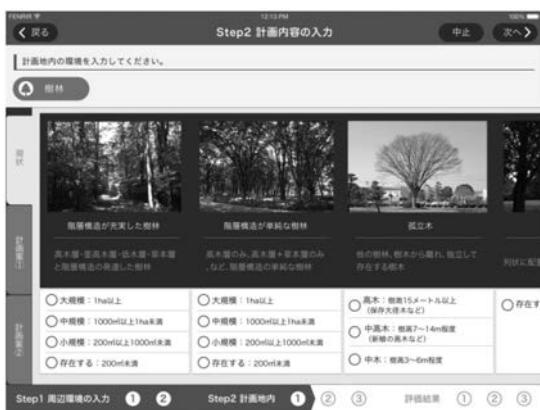 FENRIR 12:13 PM 100%
戻る Step2 計画内容の入力 中止 次へ
計画地内の環境を入力してください。
樹林
現状
計画案①
計画案②
階層構造が充実した樹林
高木層・亜高木層・低木層・草本層
と階層構造の発達した樹林
○大規模：1ha以上
○中規模：1000㎡以上1ha未満
○小規模：200㎡以上1000㎡未満
○存在する：200㎡未満
階層構造が単純な樹林
高木層のみ、高木層+草本層のみ
、など、階層構造の単純な樹林
○大規模：1ha以上
○中規模：1000㎡以上1ha未満
○小規模：200㎡以上1000㎡未満
○存在する：200㎡未満
孤立木
他の樹林、樹木から離れ、独立して
存在する樹木
○高木：樹高15メートル以上
(保存大径木など)
○中高木：樹高7〜14m程度
(新植の高木など)
○中木：樹高3〜6m程度
列状に配
○存在す
Step1 周辺環境の入力 ① ② Step2 計画地内 ① ② ③ 評価結果 ① ② ③